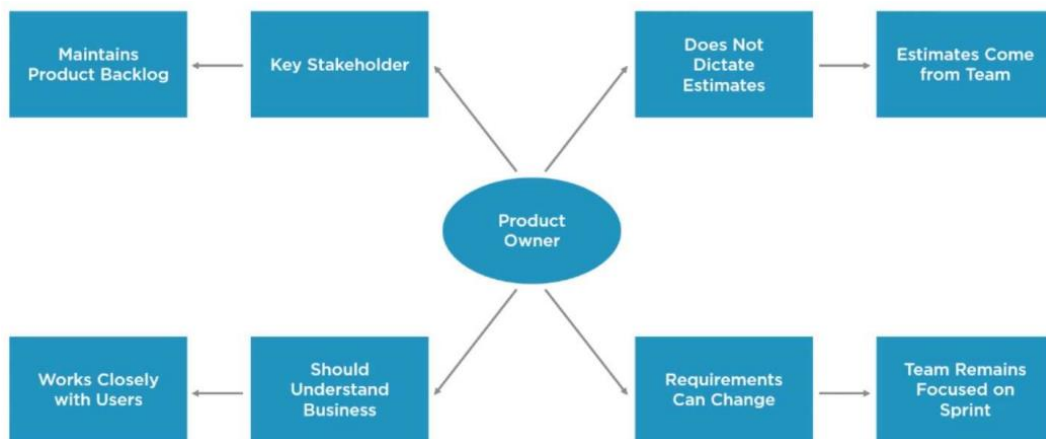 Maintains
Product Backlog
Key Stakeholder
Does Not
Dictate
Estimates
Estimates Come
from Team
Product
Owner
Works Closely
with Users
Should
Understand
Business
Requirements
Can Change
Team Remains
Focused on
Sprint